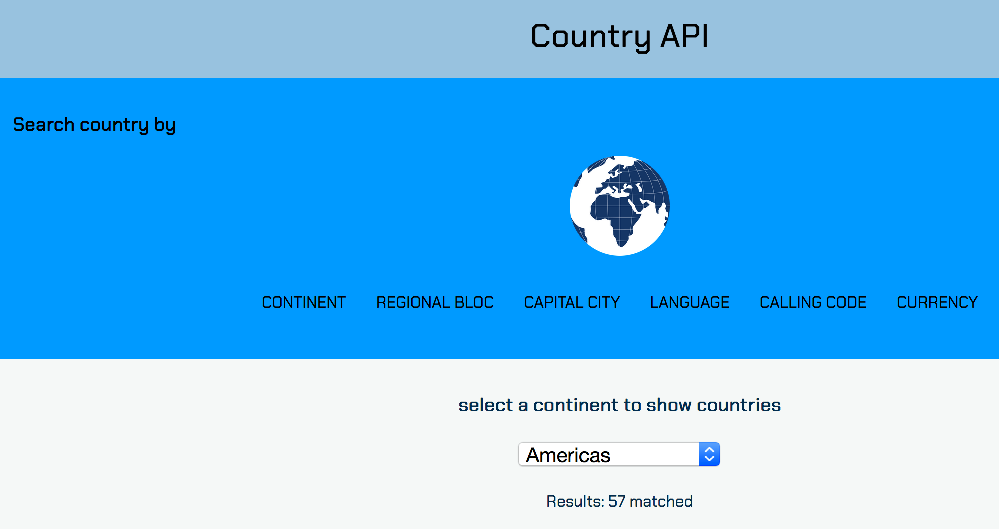 Country API
Search country by
CONTINENT REGIONAL BLOC CAPITAL CITY LANGUAGE CALLING CODE CURRENCY
select a continent to show countries
Americas
Results: 57 matched